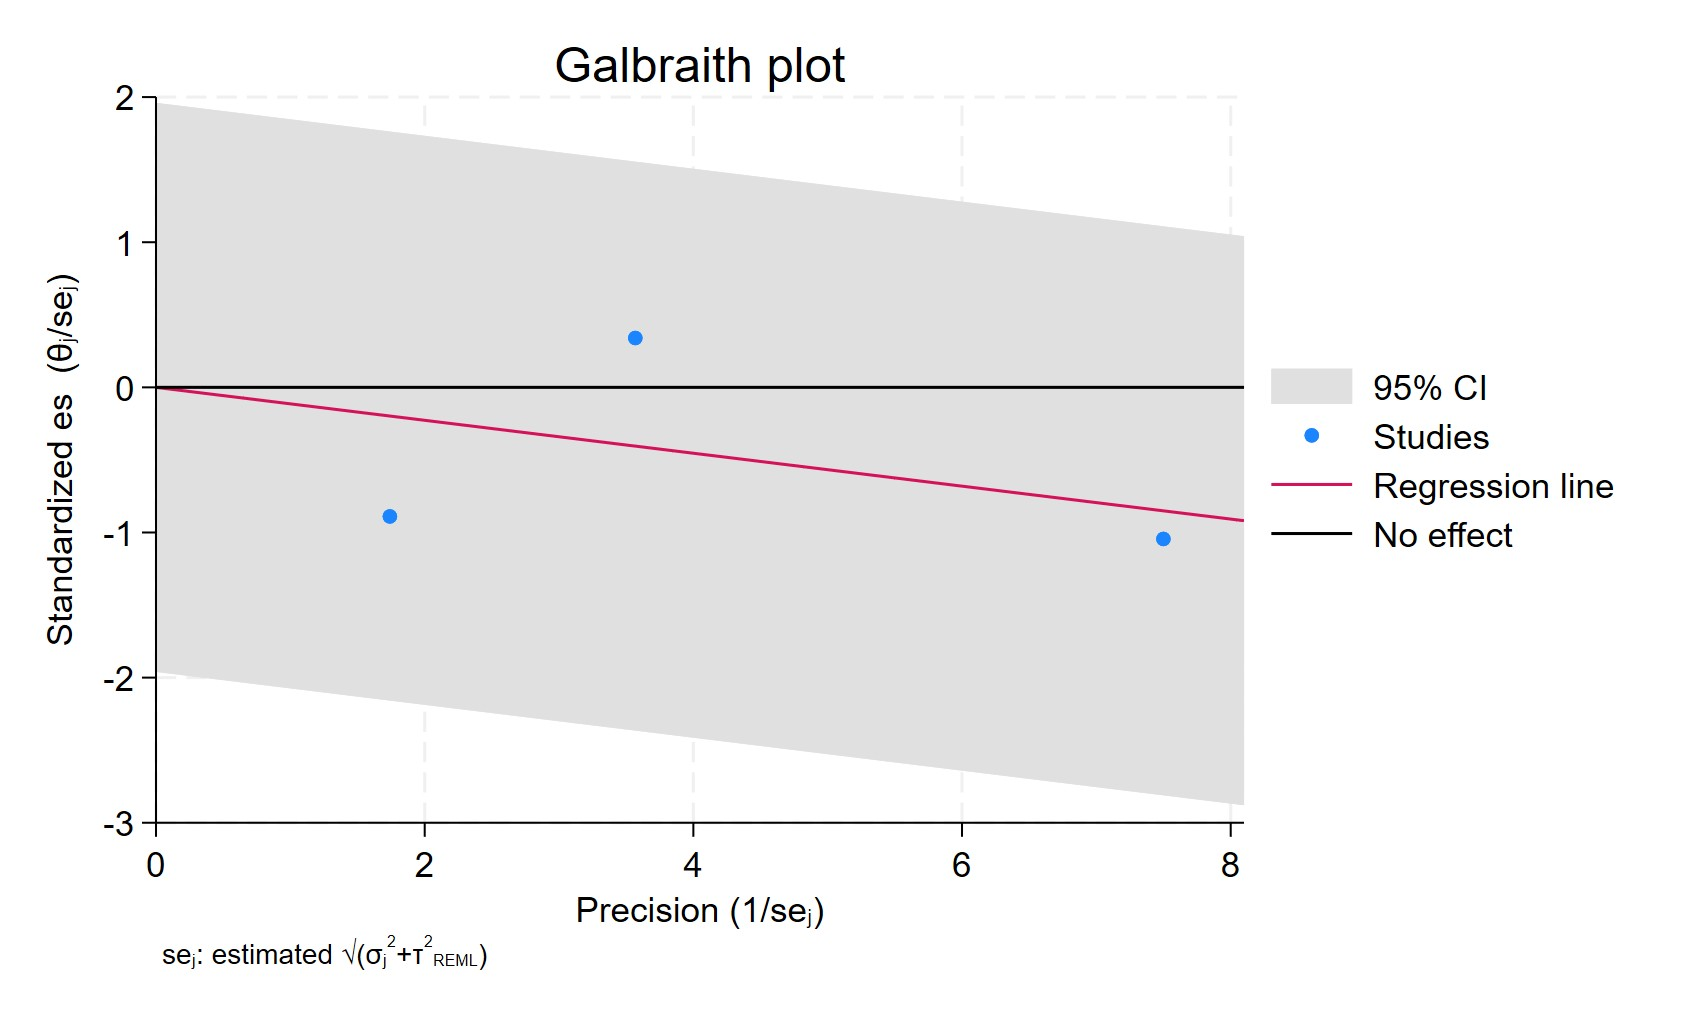 Galbraith plot
2
1
0
-1
-2
-3
Standardized es (θⱼ/seⱼ)
0 2 4 6 8
Precision (1/seⱼ)
95% CI
Studies
Regression line
No effect
seⱼ: estimated √(σⱼ²+τ²REML)